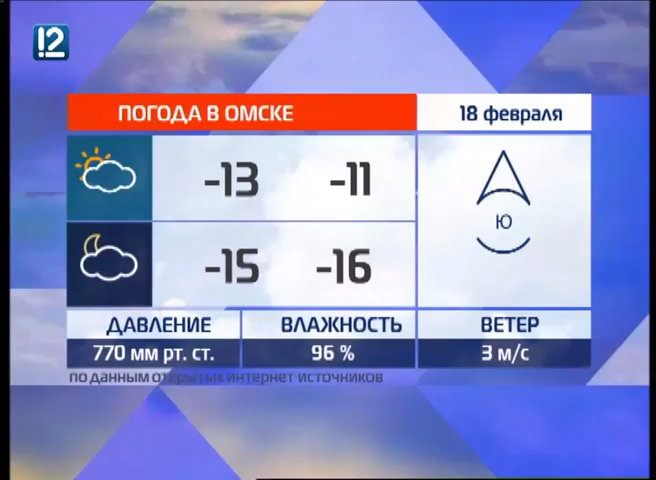 12
ПОГОДА В ОМСКЕ
18 февраля
-13 -11
Ю
-15 -16
ДАВЛЕНИЕ ВЛАЖНОСТЬ ВЕТЕР
770 мм рт. ст. 96 % 3 м/с
по данным открытых интернет источников